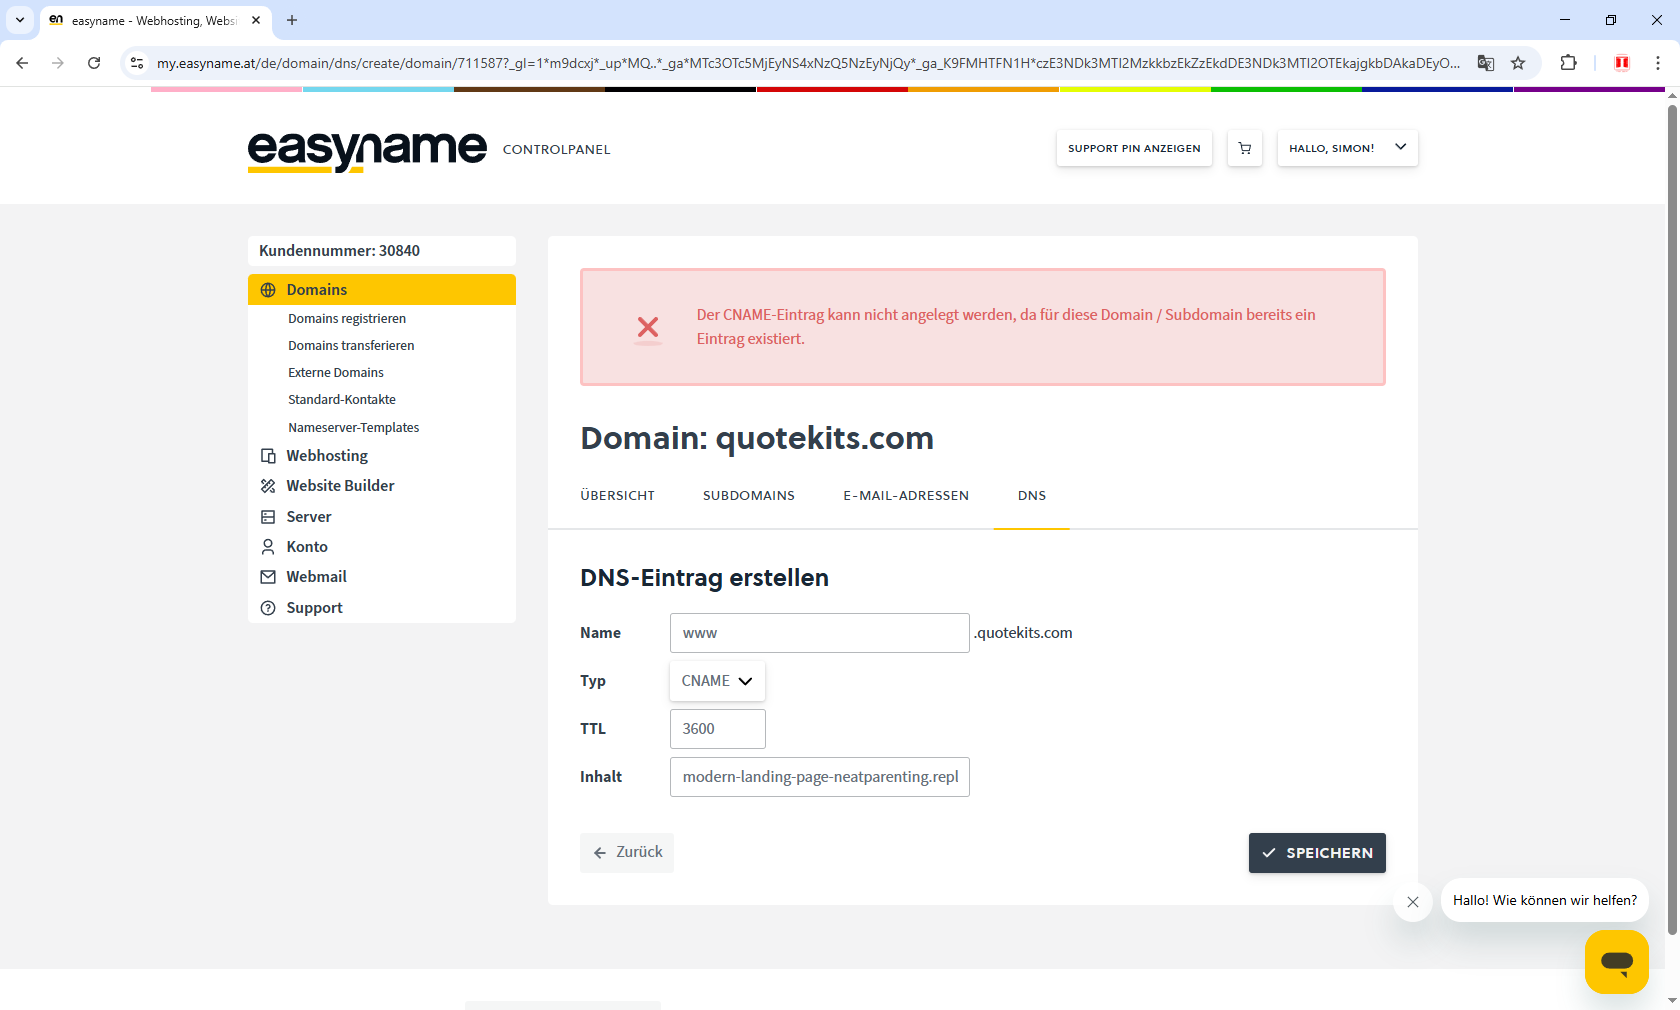 easyname - Webhosting, Websi
my.easyname.at/de/domain/dns/create/domain/711587?_gl=1*m9dcxj*_up*MQ..*_ga*MTc3OTc5MjEyNS4xNzQ5NzEyNjQy*_ga_K9FMHTFN1H*czE3NDk3MTI2MzkkbzEkZzEkdDE3NDk3MTI2OTEkajgkbDAkaDEyO...
easyname CONTROLPANEL
SUPPORT PIN ANZEIGEN
HALLO, SIMON!
Kundennummer: 30840
Domains
Domains registrieren
Domains transferieren
Externe Domains
Standard-Kontakte
Nameserver-Templates
Webhosting
Website Builder
Server
Konto
Webmail
Support
Der CNAME-Eintrag kann nicht angelegt werden, da für diese Domain / Subdomain bereits ein
Eintrag existiert.
Domain: quotekits.com
ÜBERSICHT SUBDOMAINS E-MAIL-ADRESSEN DNS
DNS-Eintrag erstellen
Name www .quotekits.com
Typ CNAME
TTL 3600
Inhalt modern-landing-page-neatparenting.repl
Zurück
SPEICHERN
Hallo! Wie können wir helfen?